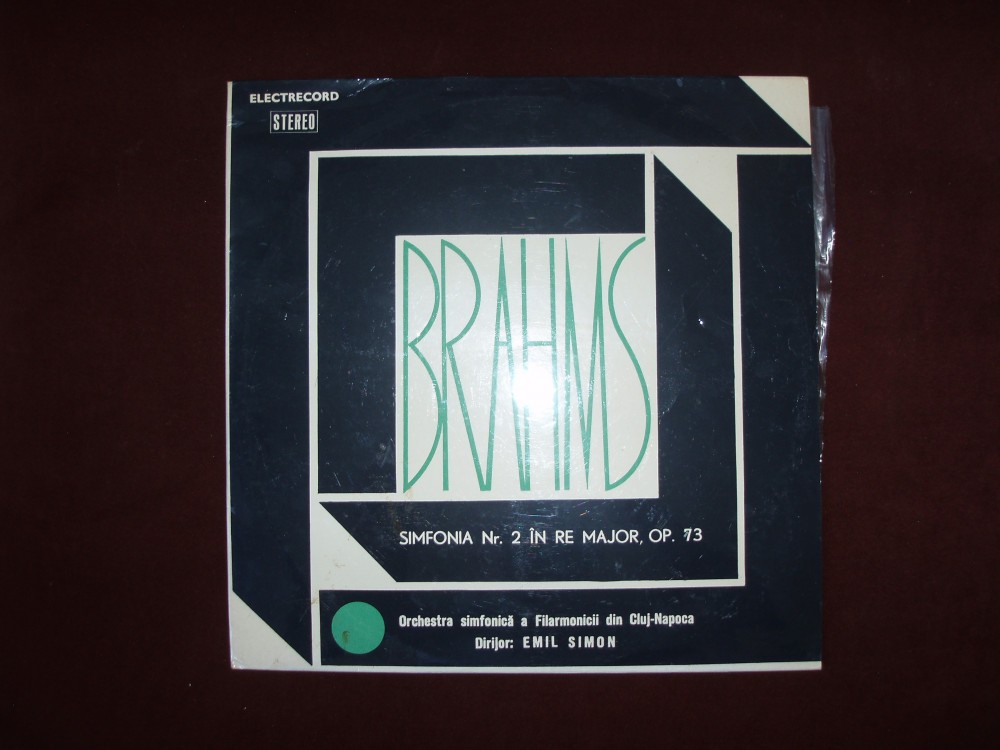 ELECTRECORD
STEREO
BRAHMS
SIMFONIA Nr. 2 ÎN RE MAJOR, OP. 73
Orchestra simfonică a Filarmonicii din Cluj-Napoca
Dirijor: EMIL SIMON